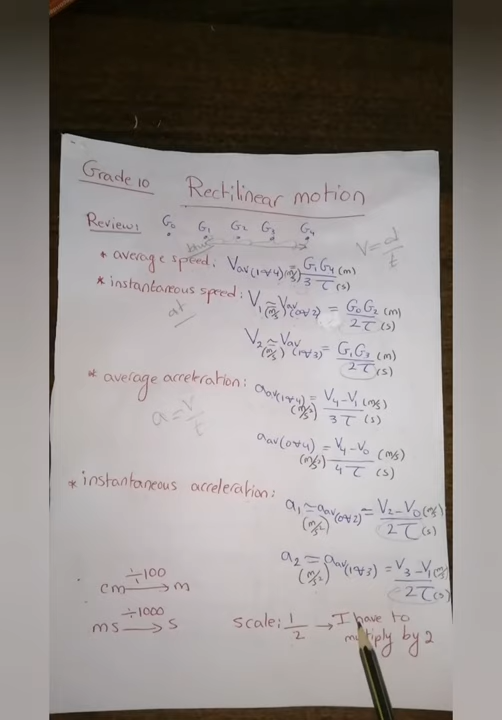 Grade 10 Rectilinear motion
Review: G₀ G₁ G₂ G₃ G₄
V = d/t
* average speed: Vav(1→4)(m/s) = G₁G₄ (m) / 3τ (s)
* instantaneous speed: V₁ (m/s) ≃ Vav(0→2) = G₀G₂ (m) / 2τ (s)
at
V₂ (m/s) ≃ Vav(1→3) = G₁G₃ (m) / 2τ (s)
* average accleration: aav(1→4) (m/s²) = V₄ – V₁ (m/s) / 3τ (s)
a = V/t
aav(0→4) (m/s²) = V₄ – V₀ (m/s) / 4τ (s)
* instantaneous acceleration:
a₁ (m/s²) ≃ aav(0→2) = V₂ – V₀ (m/s) / 2τ (s)
a₂ (m/s²) ≃ aav(1→3) = V₃ – V₁ (m/s) / 2τ (s)
cm ÷100 → m
ms ÷1000 → s
scale: 1/2 → I have to
multiply by 2